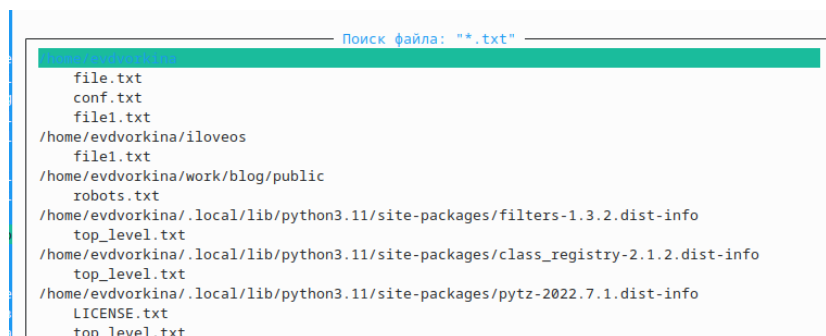 Поиск файла: "*.txt"
/home/evdvorkina
file.txt
conf.txt
file1.txt
/home/evdvorkina/iloveos
file1.txt
/home/evdvorkina/work/blog/public
robots.txt
/home/evdvorkina/.local/lib/python3.11/site-packages/filters-1.3.2.dist-info
top_level.txt
/home/evdvorkina/.local/lib/python3.11/site-packages/class_registry-2.1.2.dist-info
top_level.txt
/home/evdvorkina/.local/lib/python3.11/site-packages/pytz-2022.7.1.dist-info
LICENSE.txt
top_level.txt